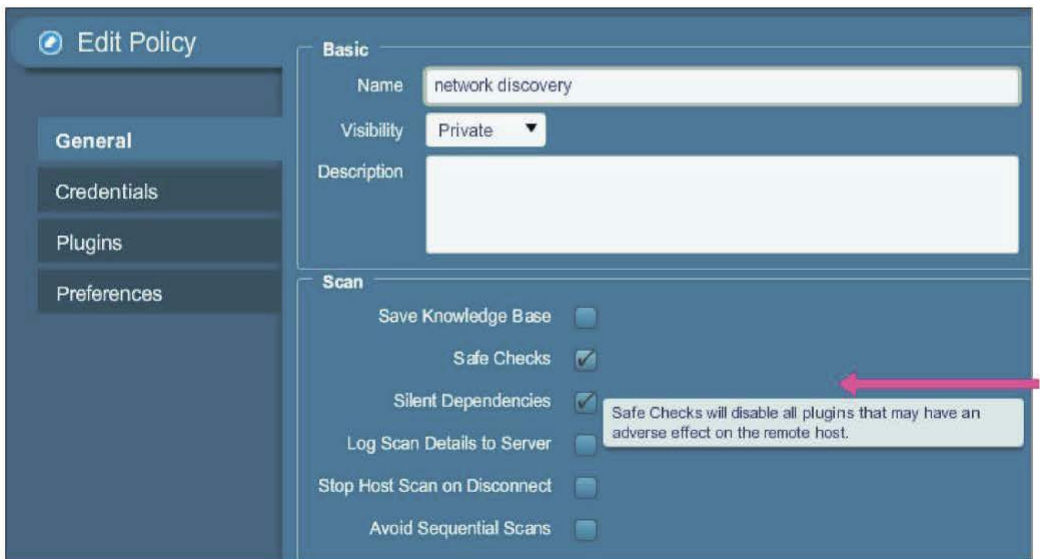 Edit Policy
General
Credentials
Plugins
Preferences
Basic
Name network discovery
Visibility Private
Description
Scan
Save Knowledge Base
Safe Checks
Silent Dependencies
Safe Checks will disable all plugins that may have an
adverse effect on the remote host.
Log Scan Details to Server
Stop Host Scan on Disconnect
Avoid Sequential Scans